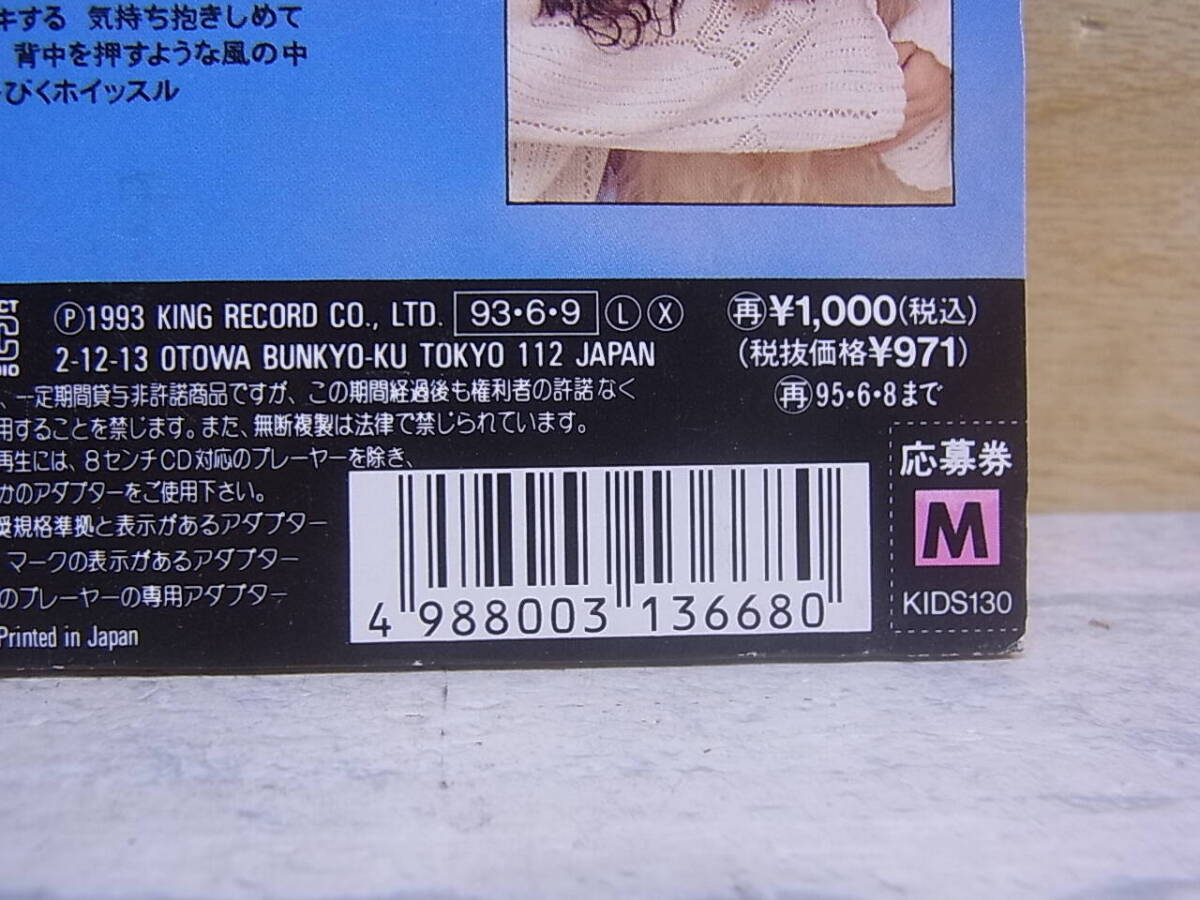 キする 気持ち抱きしめて
背中を押すような風の中
びくホイッスル
Ⓟ1993 KING RECORD CO., LTD. 93・6・9 Ⓛ Ⓧ
2-12-13 OTOWA BUNKYO-KU TOKYO 112 JAPAN
㊢¥1,000(税込)
(税抜価格¥971)
再95・6・8まで
、一定期間貸与非許諾商品ですが、この期間経過後も権利者の許諾なく
用することを禁じます。また、無断複製は法律で禁じられています。
再生には、8センチCD対応のプレーヤーを除き、
かのアダプターをご使用下さい。
規格準拠と表示があるアダプター
マークの表示があるアダプター
のプレーヤーの専用アダプター
Printed in Japan
4 988003 136680
応募券
M
KIDS130